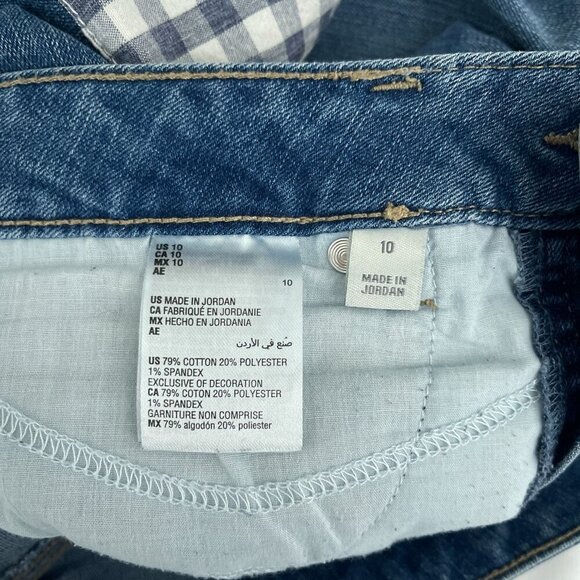 US 10
CA 10
MX 10
AE
10
US MADE IN JORDAN
CA FABRIQUÉ EN JORDANIE
MX HECHO EN JORDANIA
AE
صنع في الأردن
US 79% COTTON 20% POLYESTER
1% SPANDEX
EXCLUSIVE OF DECORATION
CA 79% COTON 20% POLYESTER
1% SPANDEX
GARNITURE NON COMPRISE
MX 79% algodón 20% poliester
10
MADE IN
JORDAN